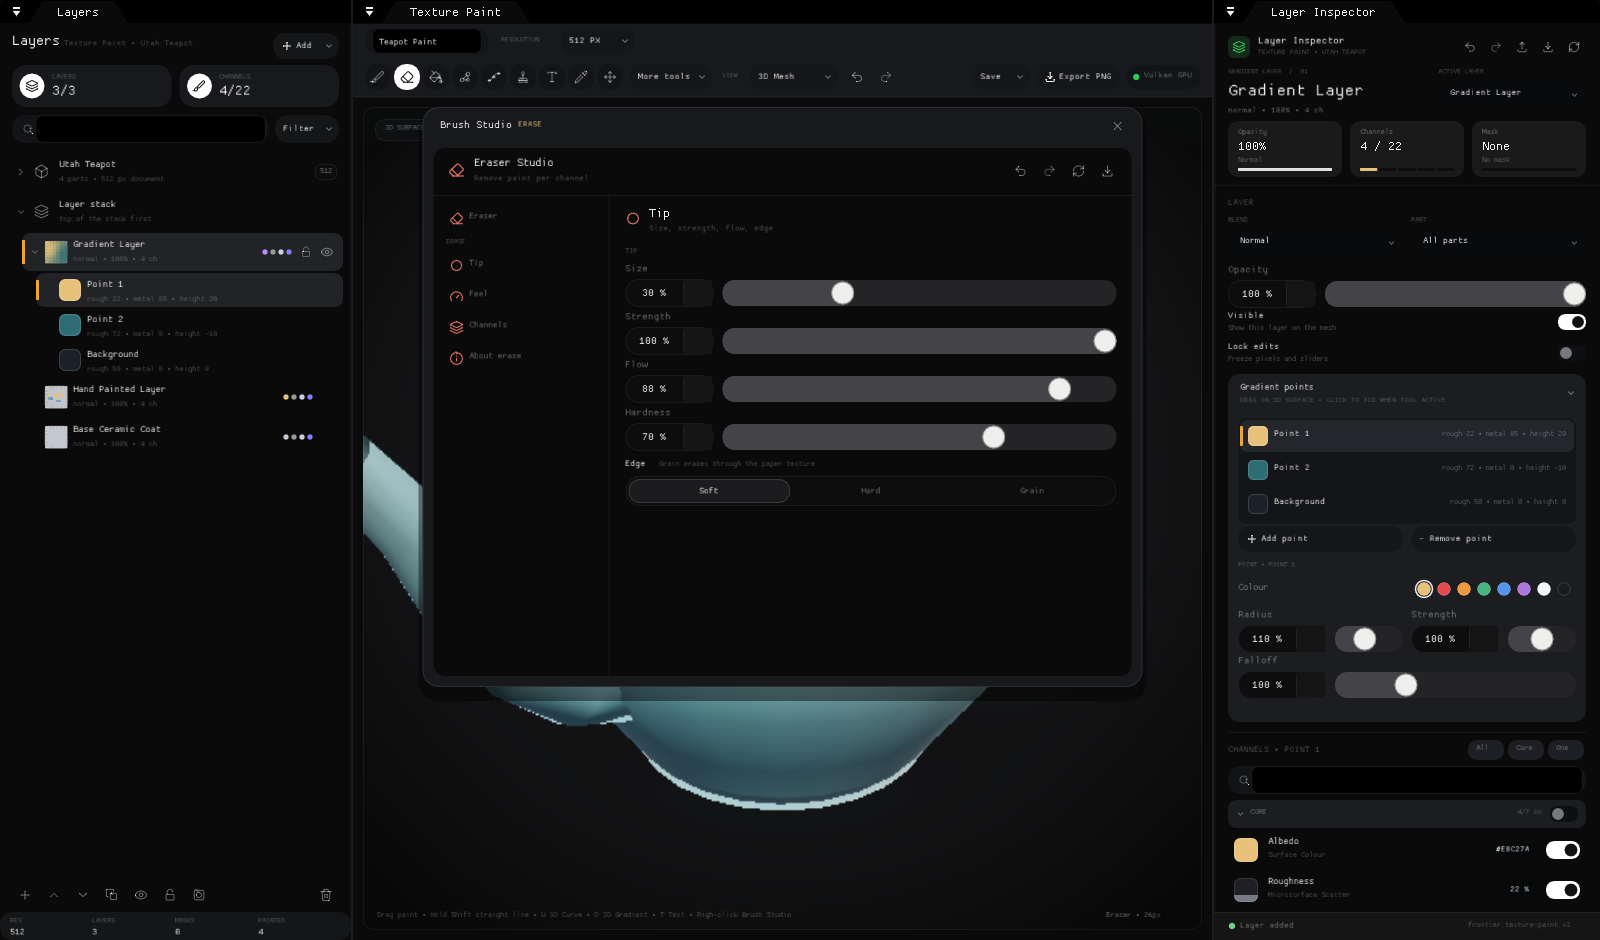 Layers
Layers Texture Paint • Utah Teapot
Add
LAYERS
3/3
CHANNELS
4/22
Filter
Utah Teapot
4 parts • 512 px document
512
Layer stack
top of the stack first
Gradient Layer
normal • 100% • 4 ch
Point 1
rough 22 • metal 85 • height 20
Point 2
rough 72 • metal 0 • height -10
Background
rough 50 • metal 0 • height 0
Hand Painted Layer
normal • 100% • 4 ch
Base Ceramic Coat
normal • 100% • 4 ch
RES
512
LAYERS
3
MASKS
0
PAINTED
4
Texture Paint
Teapot Paint
RESOLUTION
512 PX
More tools
VIEW
3D Mesh
Save
Export PNG
Vulkan GPU
3D SURFAC
Brush Studio ERASE
Eraser Studio
Remove paint per channel
Eraser
ERASE
Tip
Feel
Channels
About erase
Tip
Size, strength, flow, edge
TIP
Size
30 %
Strength
100 %
Flow
88 %
Hardness
70 %
Edge Grain erases through the paper texture
Soft
Hard
Grain
Drag point • Hold Shift straight line • U 3D Curve • D 3D Gradient • T Text • Righ-click Brush Studio
Eraser • 26px
Layer Inspector
Layer Inspector
TEXTURE PAINT • UTAH TEAPOT
GRADIENT LAYER / 01
ACTIVE LAYER
Gradient Layer
Gradient Layer
normal • 100% • 4 ch
Opacity
100%
Normal
Channels
4 / 22
Mask
None
No mask
LAYER
BLEND
Normal
PART
All parts
Opacity
100 %
Visible
Show this layer on the mesh
Lock edits
Freeze pixels and sliders
Gradient points
DRAG ON 3D SURFACE • CLICK TO ADD WHEN TOOL ACTIVE
Point 1
rough 22 • metal 85 • height 20
Point 2
rough 72 • metal 0 • height -10
Background
rough 50 • metal 0 • height 0
Add point
- Remove point
POINT • POINT 1
Colour
Radius
110 %
Strength
100 %
Falloff
100 %
CHANNELS • POINT 1
All
Core
One
CORE
4/7 on
Albedo
Surface Colour
#E8C27A
Roughness
Microsurface Scatter
22 %
Layer added
frontier.texture-paint v2